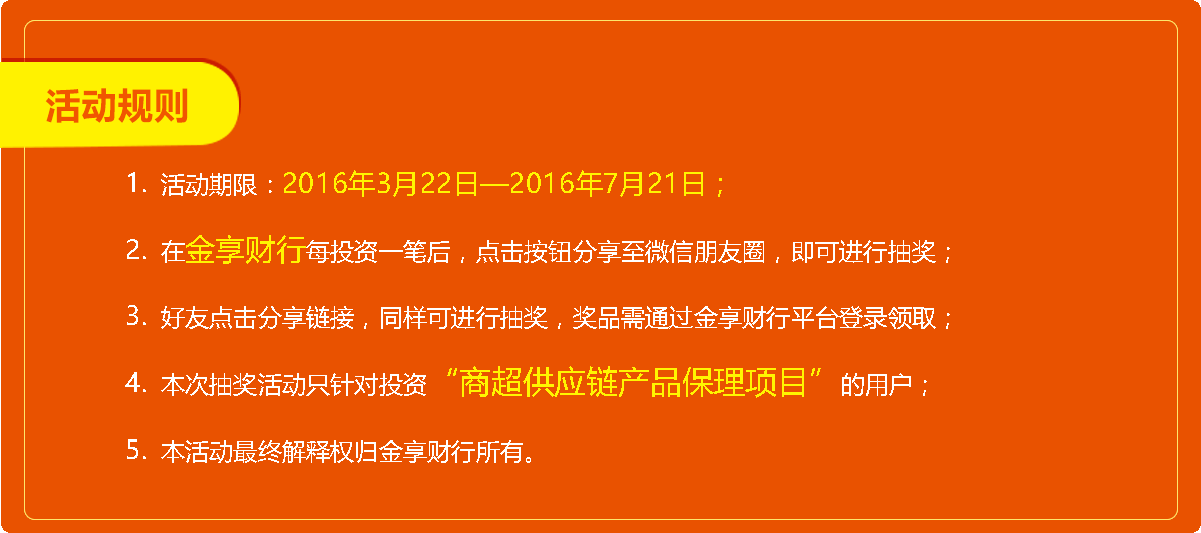 活动规则
1. 活动期限：2016年3月22日—2016年7月21日；
2. 在金享财行每投资一笔后，点击按钮分享至微信朋友圈，即可进行抽奖；
3. 好友点击分享链接，同样可进行抽奖，奖品需通过金享财行平台登录领取；
4. 本次抽奖活动只针对投资“商超供应链产品保理项目”的用户；
5. 本活动最终解释权归金享财行所有。